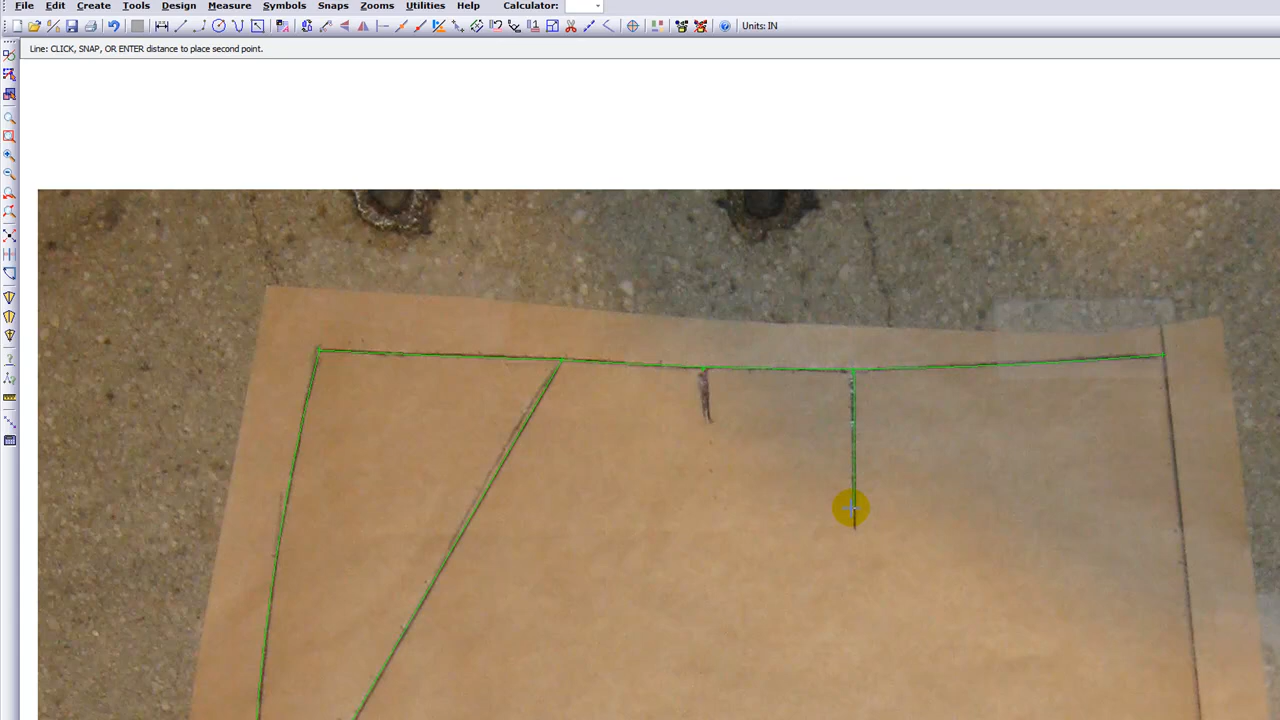 File Edit Create Tools Design Measure Symbols Snaps Zooms Utilities Help Calculator:
Units: IN
Line: CLICK, SNAP, OR ENTER distance to place second point.